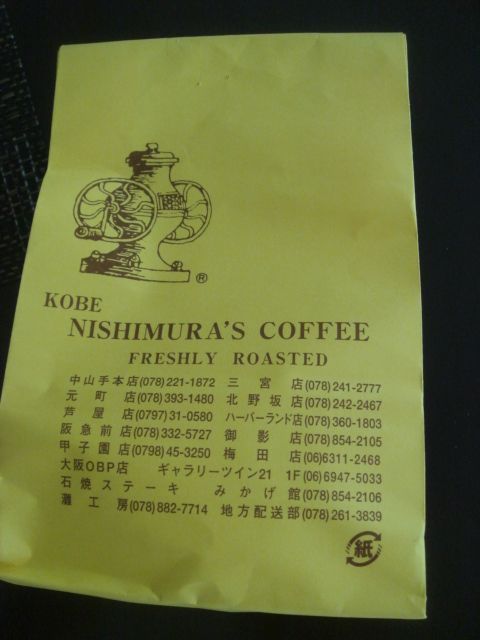 ®
KOBE
NISHIMURA'S COFFEE
FRESHLY ROASTED
中山手本店(078)221-1872 三宮店(078)241-2777
元町店(078)393-1480 北野坂店(078)242-2467
芦屋店(0797)31-0580 ハーバーランド店(078)360-1803
阪急前店(078)332-5727 御影店(078)854-2105
甲子園店(0798)45-3250 梅田店(06)6311-2468
大阪OBP店 ギャラリーツイン21 1F(06)6947-5033
石焼ステーキ みかげ館(078)854-2106
灘工房(078)882-7714 地方配送部(078)261-3839
紙